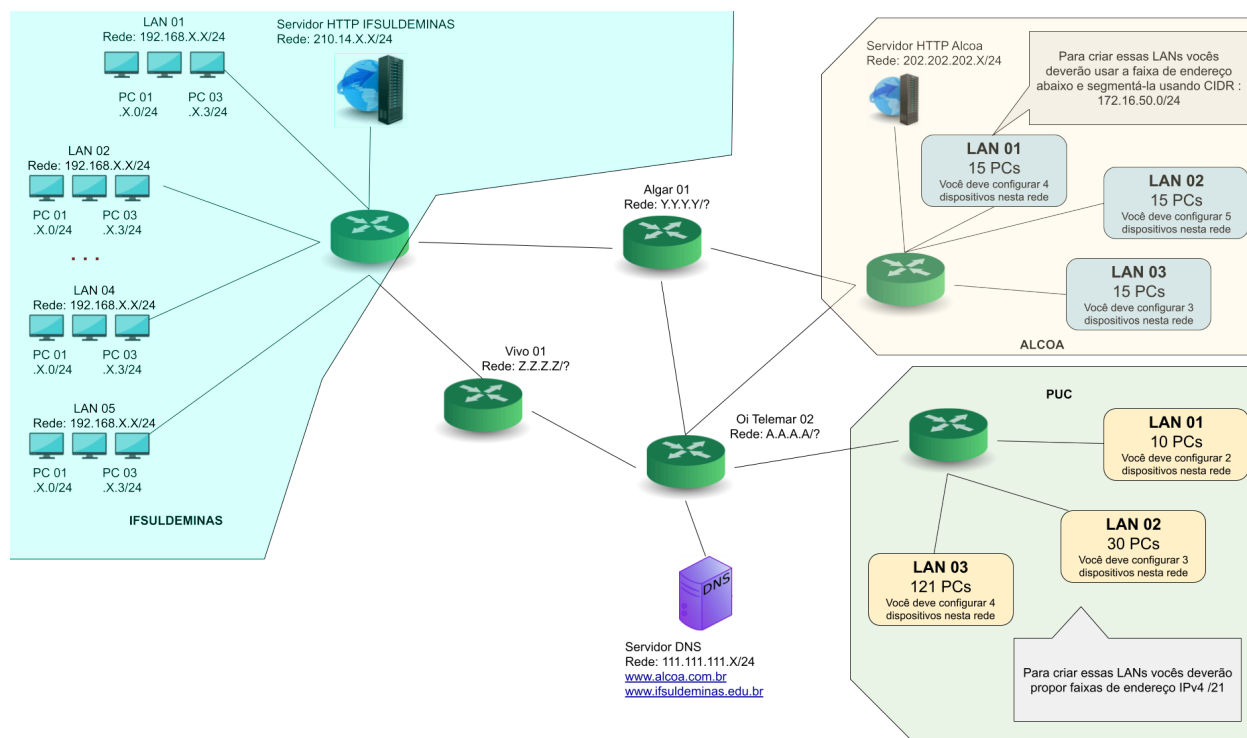 LAN 01
Rede: 192.168.X.X/24
PC 01 PC 03
.X.0/24 .X.3/24
LAN 02
Rede: 192.168.X.X/24
PC 01 PC 03
.X.0/24 .X.3/24
. . .
LAN 04
Rede: 192.168.X.X/24
PC 01 PC 03
.X.0/24 .X.3/24
LAN 05
Rede: 192.168.X.X/24
PC 01 PC 03
.X.0/24 .X.3/24
IFSULDEMINAS
Servidor HTTP IFSULDEMINAS
Rede: 210.14.X.X/24
Algar 01
Rede: Y.Y.Y.Y/?
Vivo 01
Rede: Z.Z.Z.Z/?
Oi Telemar 02
Rede: A.A.A.A/?
DNS
Servidor DNS
Rede: 111.111.111.X/24
www.alcoa.com.br
www.ifsuldeminas.edu.br
Servidor HTTP Alcoa
Rede: 202.202.202.X/24
Para criar essas LANs vocês
deverão usar a faixa de endereço
abaixo e segmentá-la usando CIDR :
172.16.50.0/24
LAN 01
15 PCs
Você deve configurar 4
dispositivos nesta rede
LAN 02
15 PCs
Você deve configurar 5
dispositivos nesta rede
LAN 03
15 PCs
Você deve configurar 3
dispositivos nesta rede
ALCOA
PUC
LAN 01
10 PCs
Você deve configurar 2
dispositivos nesta rede
LAN 02
30 PCs
Você deve configurar 3
dispositivos nesta rede
LAN 03
121 PCs
Você deve configurar 4
dispositivos nesta rede
Para criar essas LANs vocês deverão
propor faixas de endereço IPv4 /21